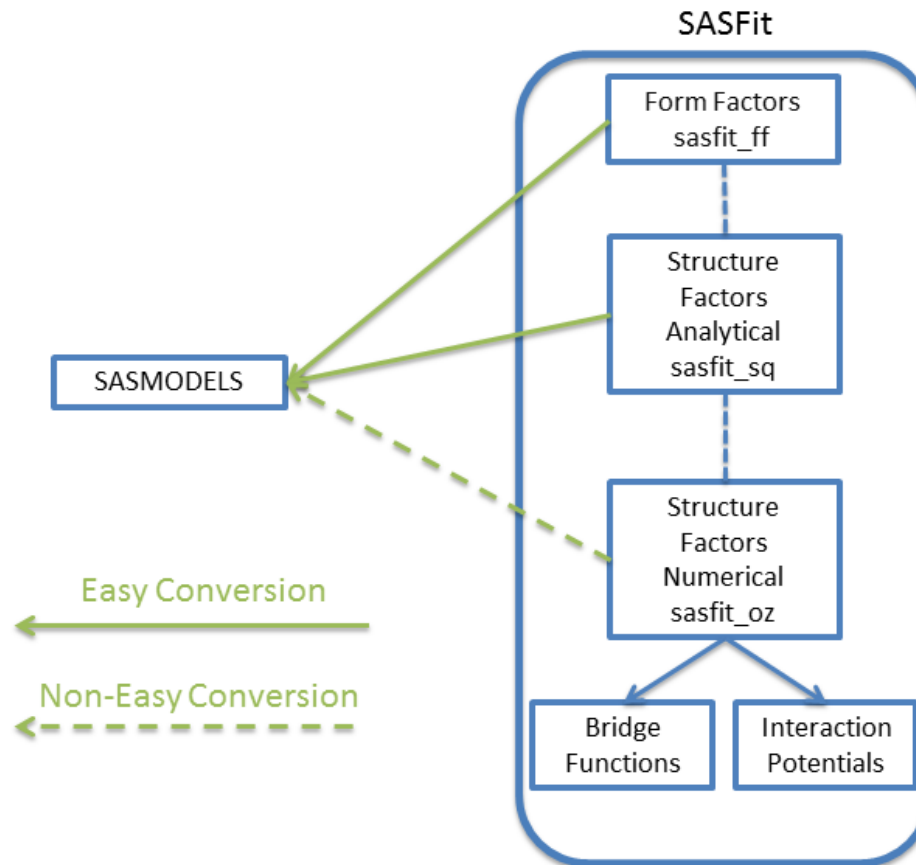 SASFit
Form Factors
sasfit_ff
Structure
Factors
Analytical
sasfit_sq
SASMODELS
Structure
Factors
Numerical
sasfit_oz
Easy Conversion
Non-Easy Conversion
Bridge
Functions
Interaction
Potentials